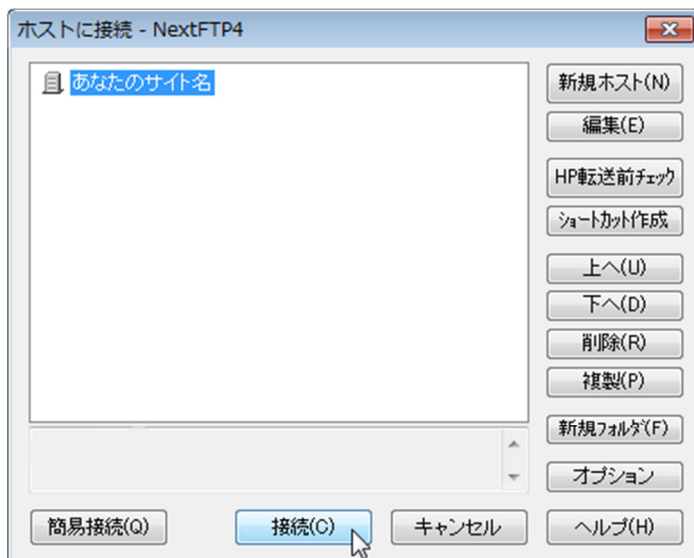 ホストに接続 - NextFTP4
あなたのサイト名
新規ホスト(N)
編集(E)
HP転送前チェック
ショートカット作成
上へ(U)
下へ(D)
削除(R)
複製(P)
新規フォルダ(F)
オプション
簡易接続(Q)
接続(C)
キャンセル
ヘルプ(H)